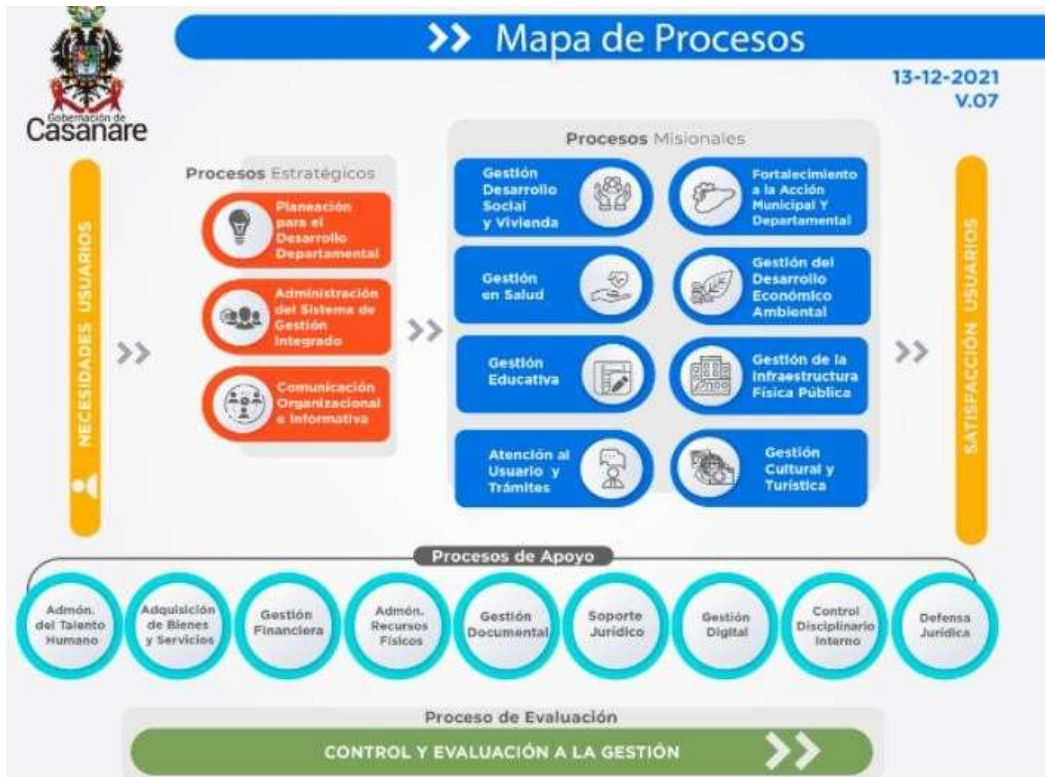 Mapa de Procesos
Gobernación de
Casanare
13-12-2021
V.07
NECESIDADES USUARIOS
Procesos Estratégicos
Planeación
para el
Desarrollo
Departamental
Administración
del Sistema de
Gestión
Integrado
Comunicación
Organizacional
e Informativa
Procesos Misionales
Gestión
Desarrollo
Social
y Vivienda
Fortalecimiento
a la Acción
Municipal Y
Departamental
Gestión
en Salud
Gestión del
Desarrollo
Económico
Ambiental
Gestión
Educativa
Gestión de la
Infraestructura
Física Pública
Atención al
Usuario y
Trámites
Gestión
Cultural y
Turística
SATISFACCIÓN USUARIOS
Procesos de Apoyo
Admón.
del Talento
Humano
Adquisición
de Bienes
y Servicios
Gestión
Financiera
Admón.
Recursos
Físicos
Gestión
Documental
Soporte
Jurídico
Gestión
Digital
Control
Disciplinario
Interno
Defensa
Jurídica
Proceso de Evaluación
CONTROL Y EVALUACIÓN A LA GESTIÓN